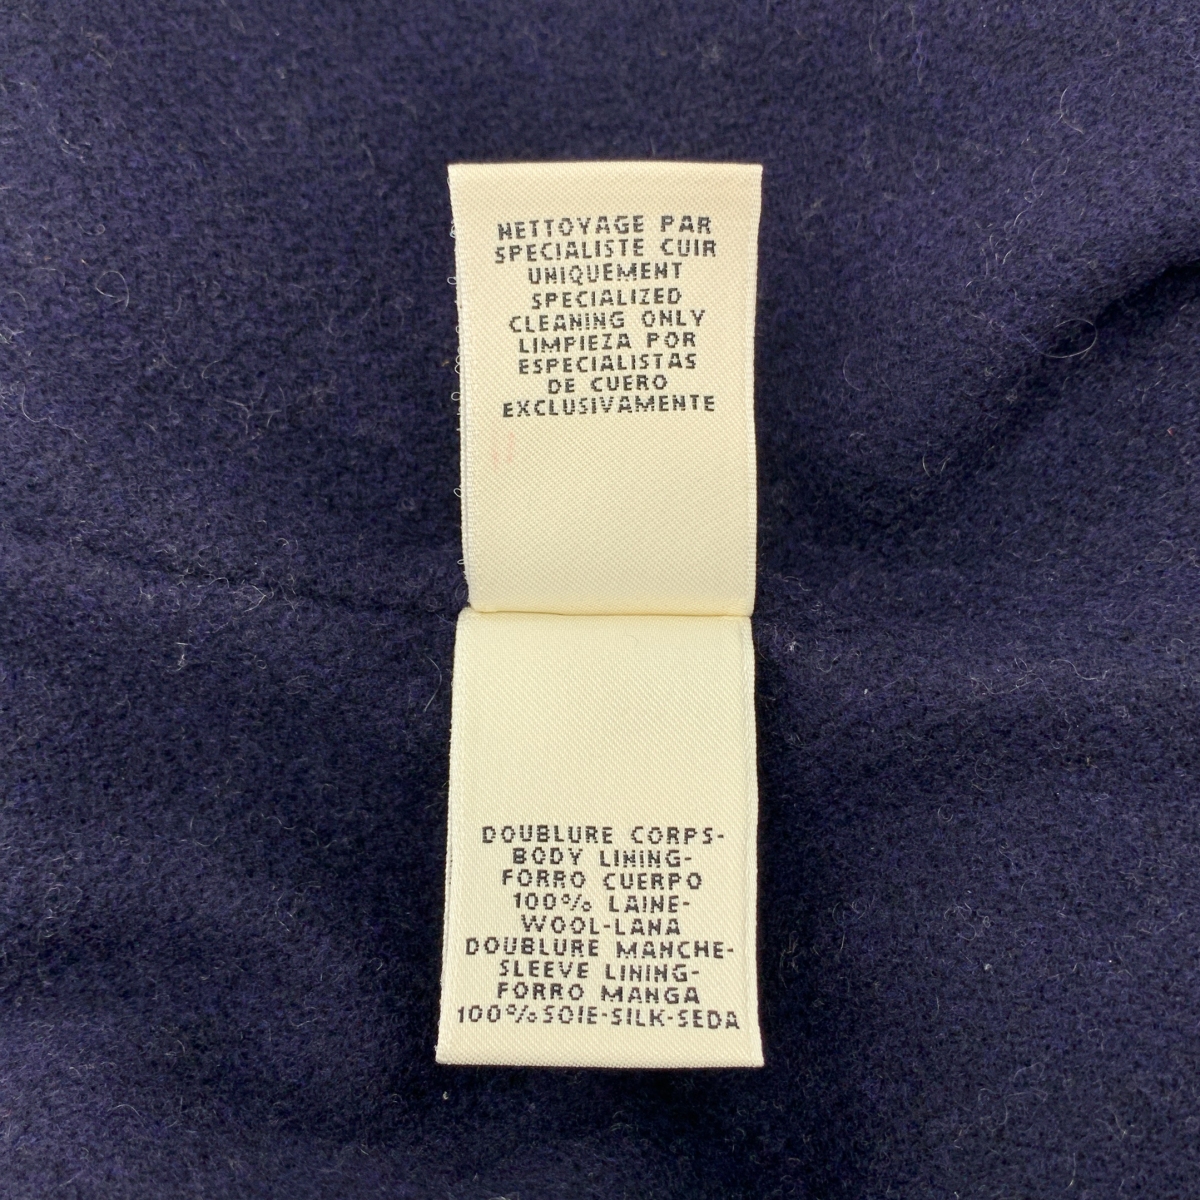 NETTOYAGE PAR
SPECIALISTE CUIR
UNIQUEMENT
SPECIALIZED
CLEANING ONLY
LIMPIEZA POR
ESPECIALISTAS
DE CUERO
EXCLUSIVAMENTE
DOUBLURE CORPS-
BODY LINING-
FORRO CUERPO
100% LAINE-
WOOL-LANA
DOUBLURE MANCHE-
SLEEVE LINING-
FORRO MANGA
100% SOIE-SILK-SEDA